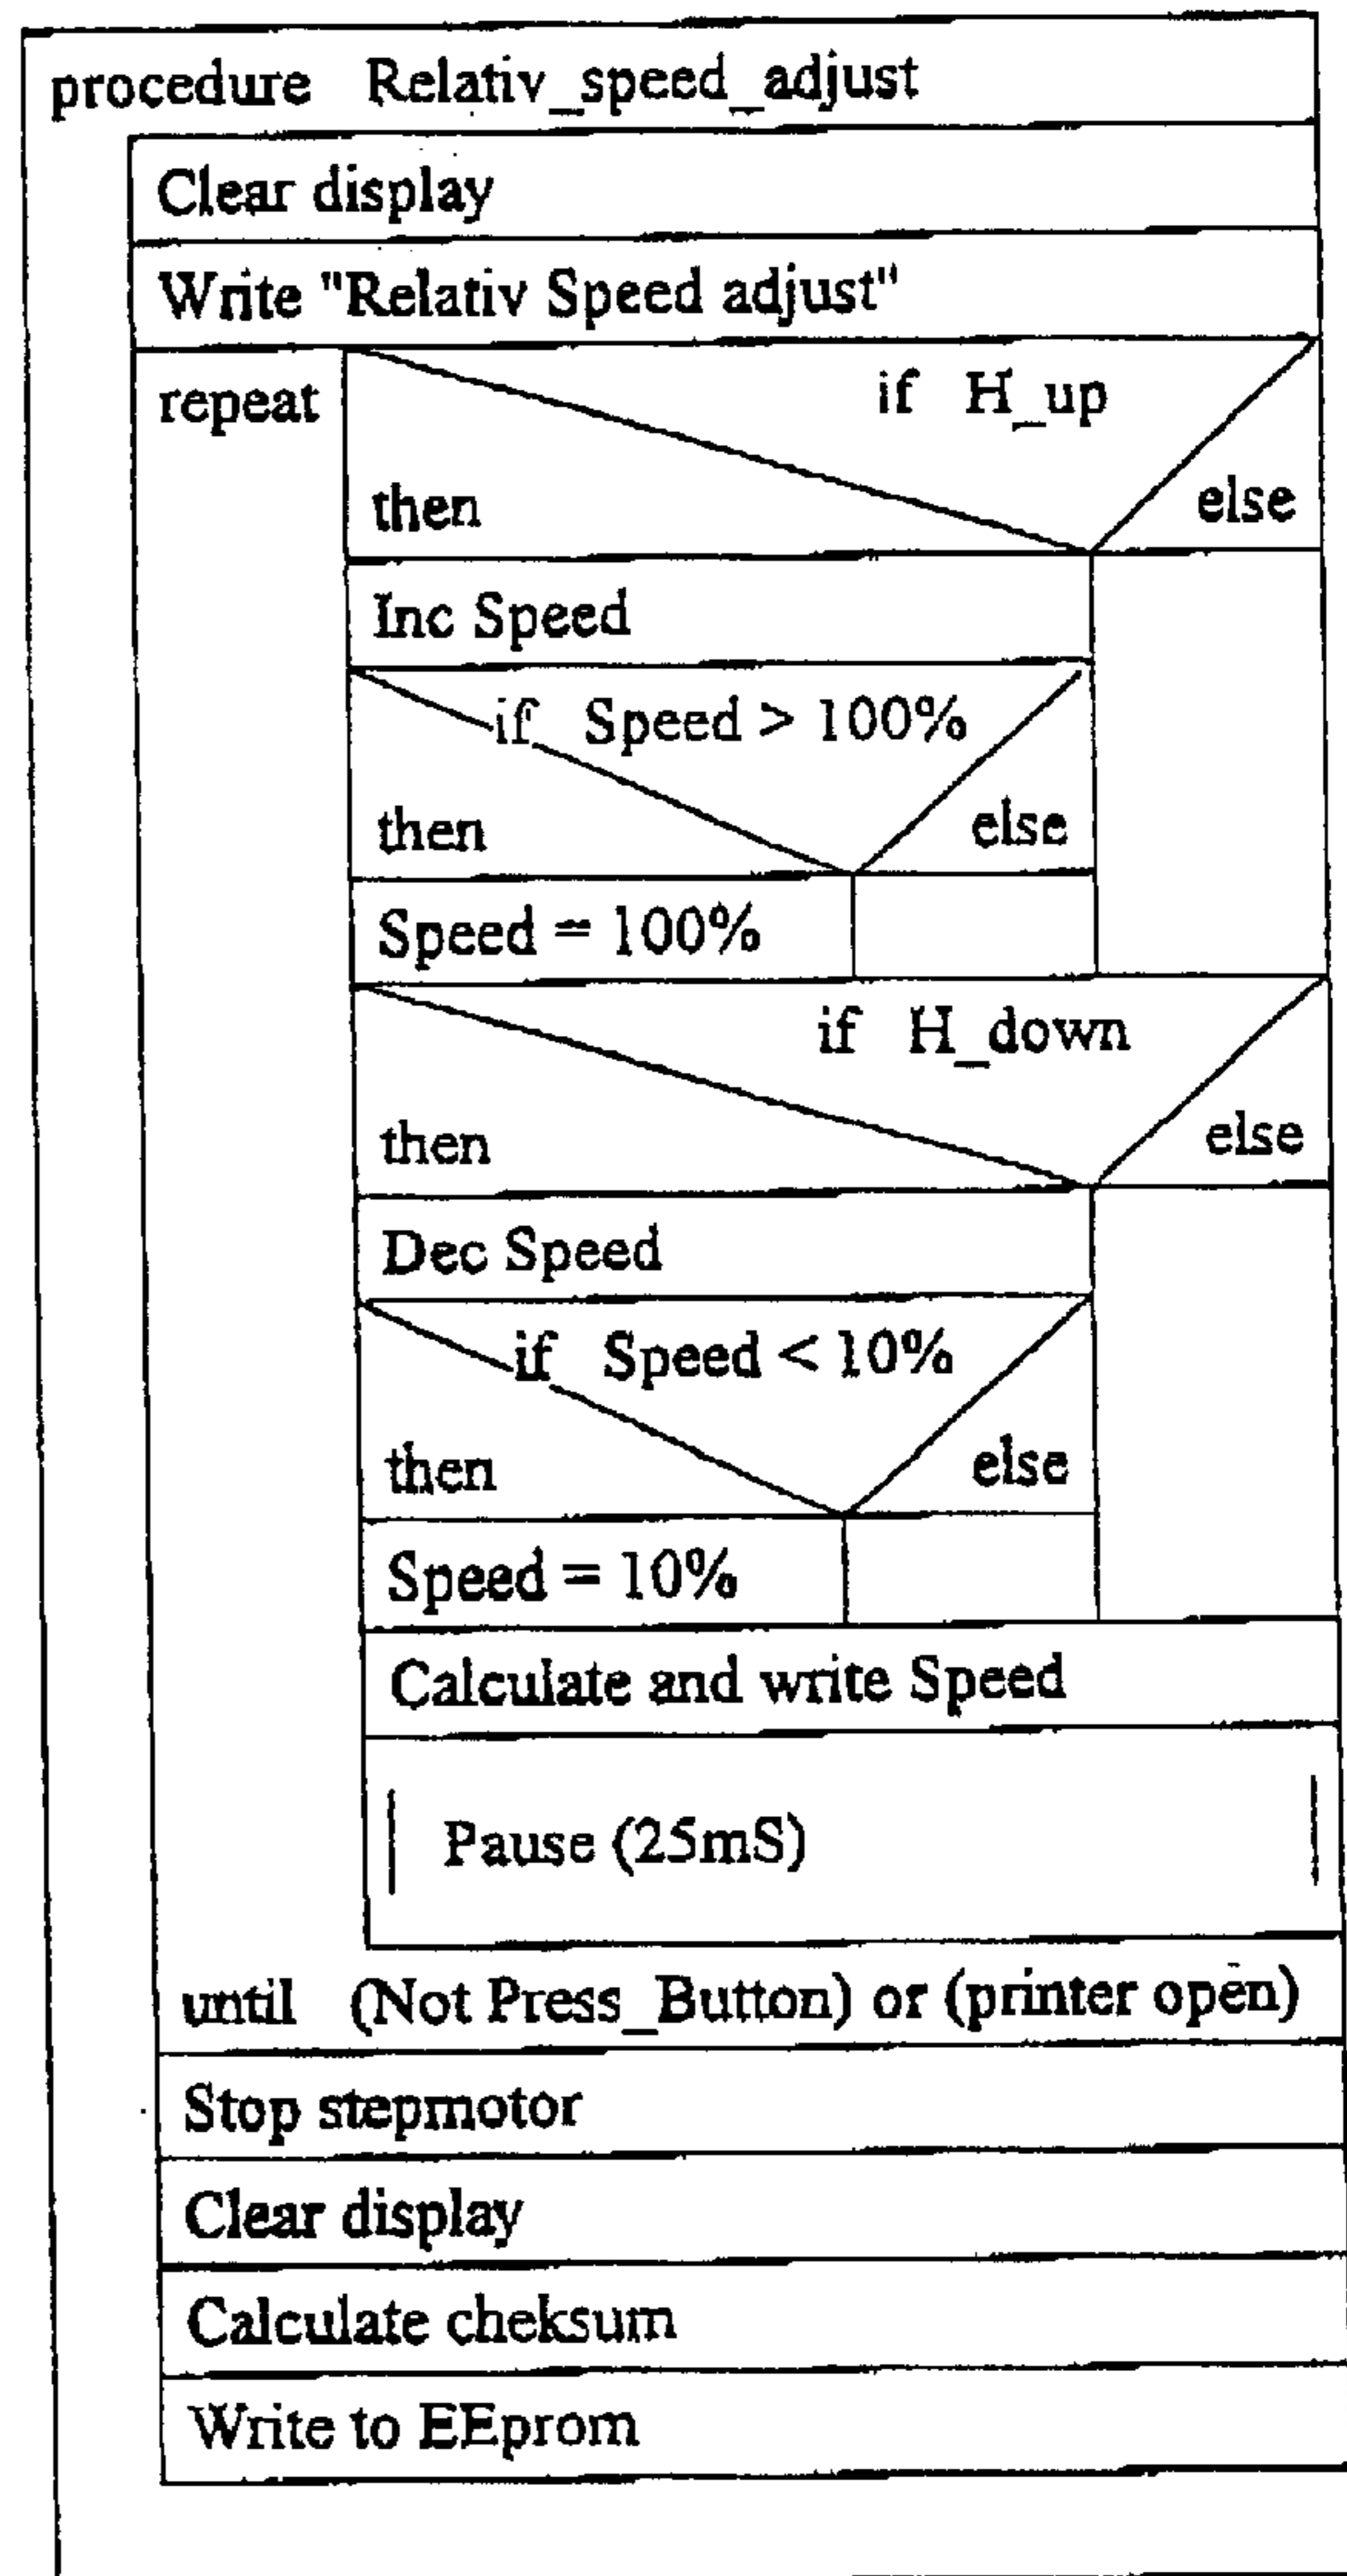 procedure Relativ_speed_adjust
Clear display
Write "Relativ Speed adjust"
repeat
if H_up
then else
Inc Speed
if Speed > 100%
then else
Speed = 100%
if H_down
then else
Dec Speed
if Speed < 10%
then else
Speed = 10%
Calculate and write Speed
Pause (25mS)
until (Not Press_Button) or (printer open)
Stop stepmotor
Clear display
Calculate cheksum
Write to EEprom